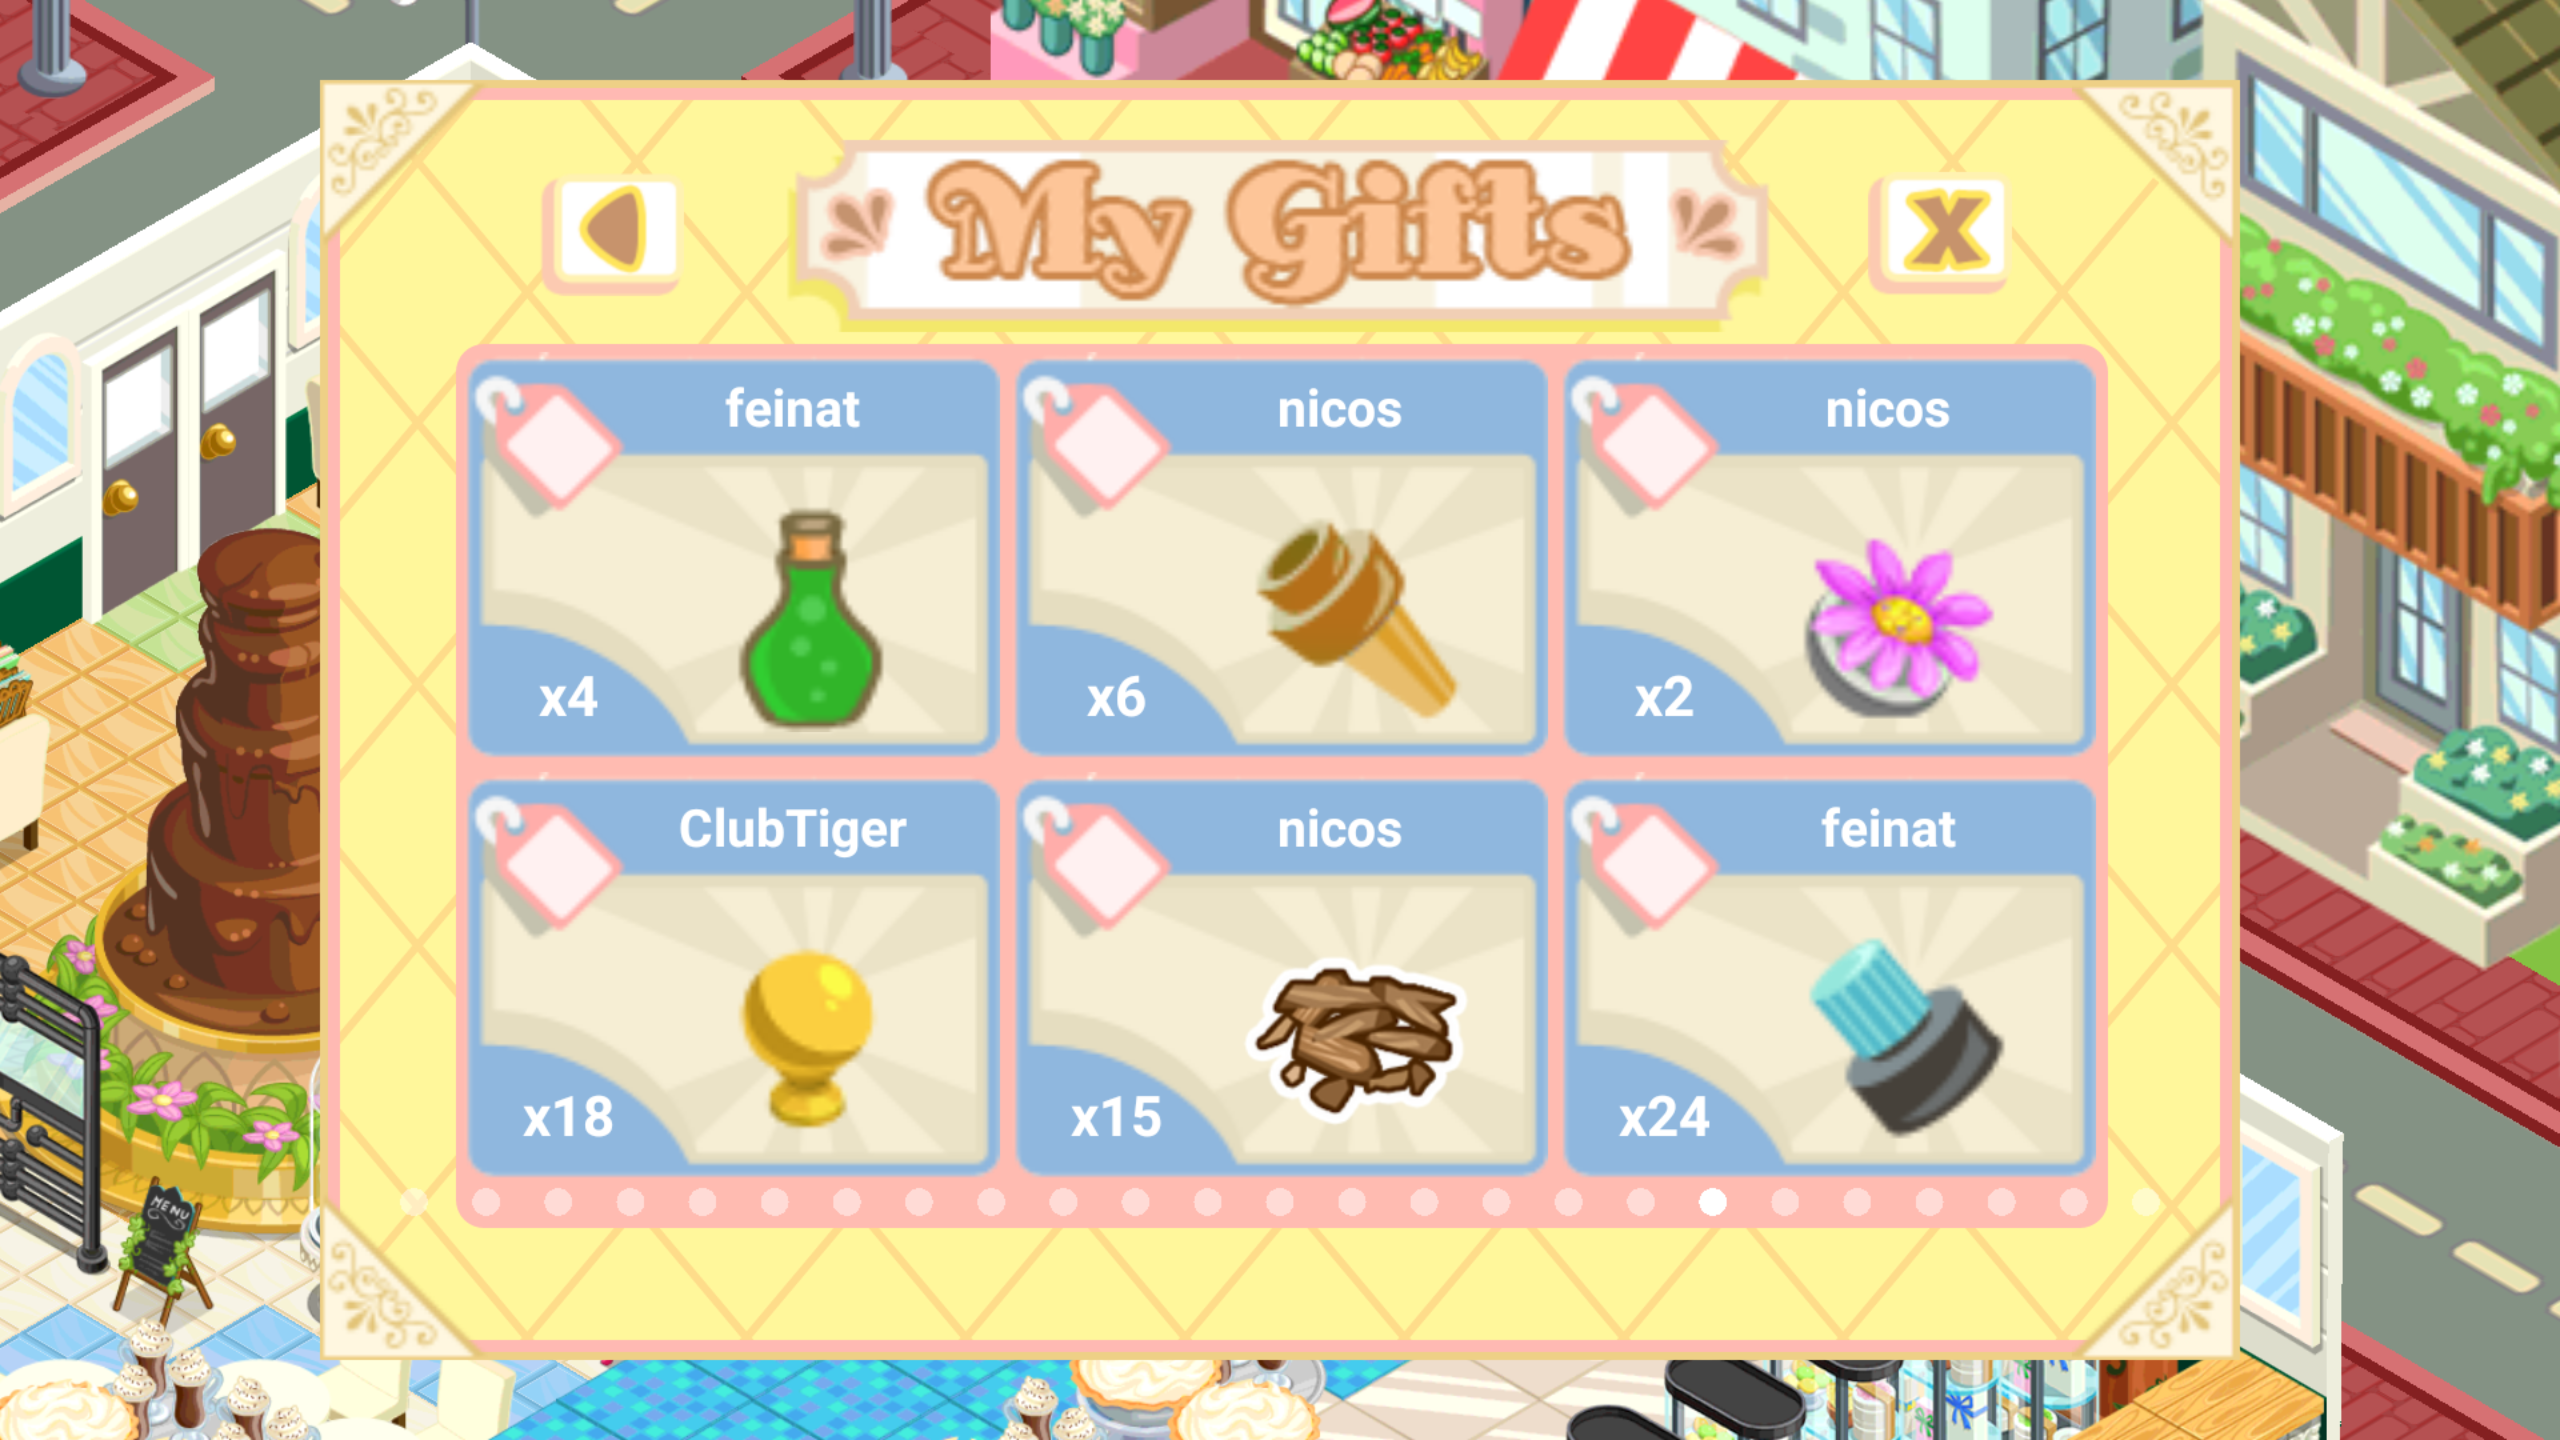 My Gifts
feinat
x4
nicos
x6
nicos
x2
ClubTiger
x18
nicos
x15
feinat
x24
MENU